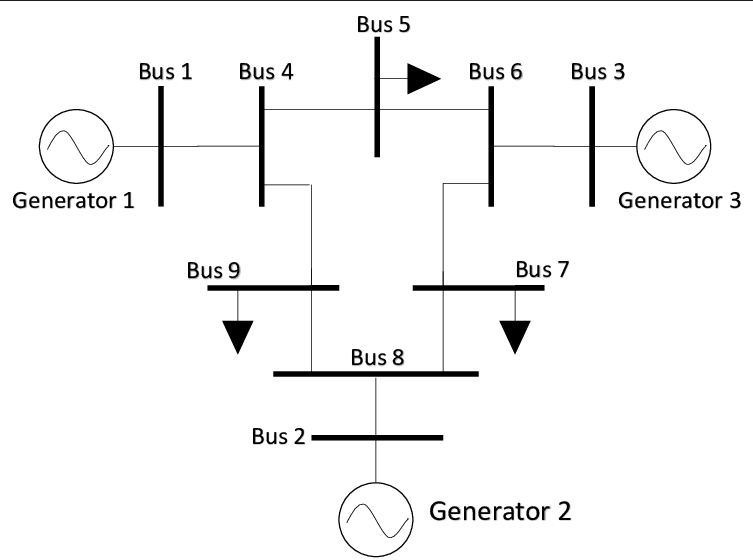 Bus 5
Bus 1
Bus 4
Bus 6
Bus 3
Generator 1
Generator 3
Bus 9
Bus 7
Bus 8
Bus 2
Generator 2